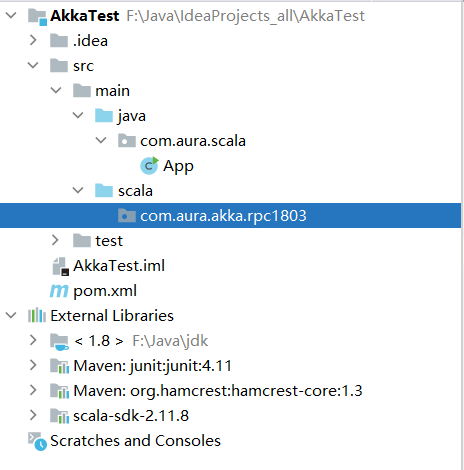 AkkaTest F:\Java\IdeaProjects_all\AkkaTest
.idea
src
main
java
com.aura.scala
App
scala
com.aura.akka.rpc1803
test
AkkaTest.iml
pom.xml
External Libraries
< 1.8 > F:\Java\jdk
Maven: junit:junit:4.11
Maven: org.hamcrest:hamcrest-core:1.3
scala-sdk-2.11.8
Scratches and Consoles